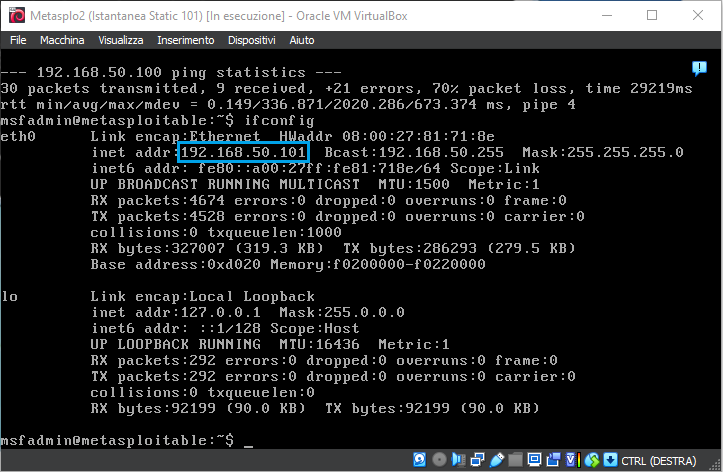 Metasplo2 (Istantanea Static 101) [In esecuzione] - Oracle VM VirtualBox
File Macchina Visualizza Inserimento Dispositivi Aiuto
--- 192.168.50.100 ping statistics ---
30 packets transmitted, 9 received, +21 errors, 70% packet loss, time 29219ms
rtt min/avg/max/mdev = 0.149/336.871/2020.286/673.374 ms, pipe 4
msfadmin@metasploitable:~$ ifconfig
eth0 Link encap:Ethernet HWaddr 08:00:27:81:71:8e
inet addr:192.168.50.101 Bcast:192.168.50.255 Mask:255.255.255.0
inet6 addr: fe80::a00:27ff:fe81:718e/64 Scope:Link
UP BROADCAST RUNNING MULTICAST MTU:1500 Metric:1
RX packets:4674 errors:0 dropped:0 overruns:0 frame:0
TX packets:4528 errors:0 dropped:0 overruns:0 carrier:0
collisions:0 txqueuelen:1000
RX bytes:327007 (319.3 KB) TX bytes:286293 (279.5 KB)
Base address:0xd020 Memory:f0200000-f0220000
lo Link encap:Local Loopback
inet addr:127.0.0.1 Mask:255.0.0.0
inet6 addr: ::1/128 Scope:Host
UP LOOPBACK RUNNING MTU:16436 Metric:1
RX packets:292 errors:0 dropped:0 overruns:0 frame:0
TX packets:292 errors:0 dropped:0 overruns:0 carrier:0
collisions:0 txqueuelen:0
RX bytes:92199 (90.0 KB) TX bytes:92199 (90.0 KB)
msfadmin@metasploitable:~$ _
CTRL (DESTRA)